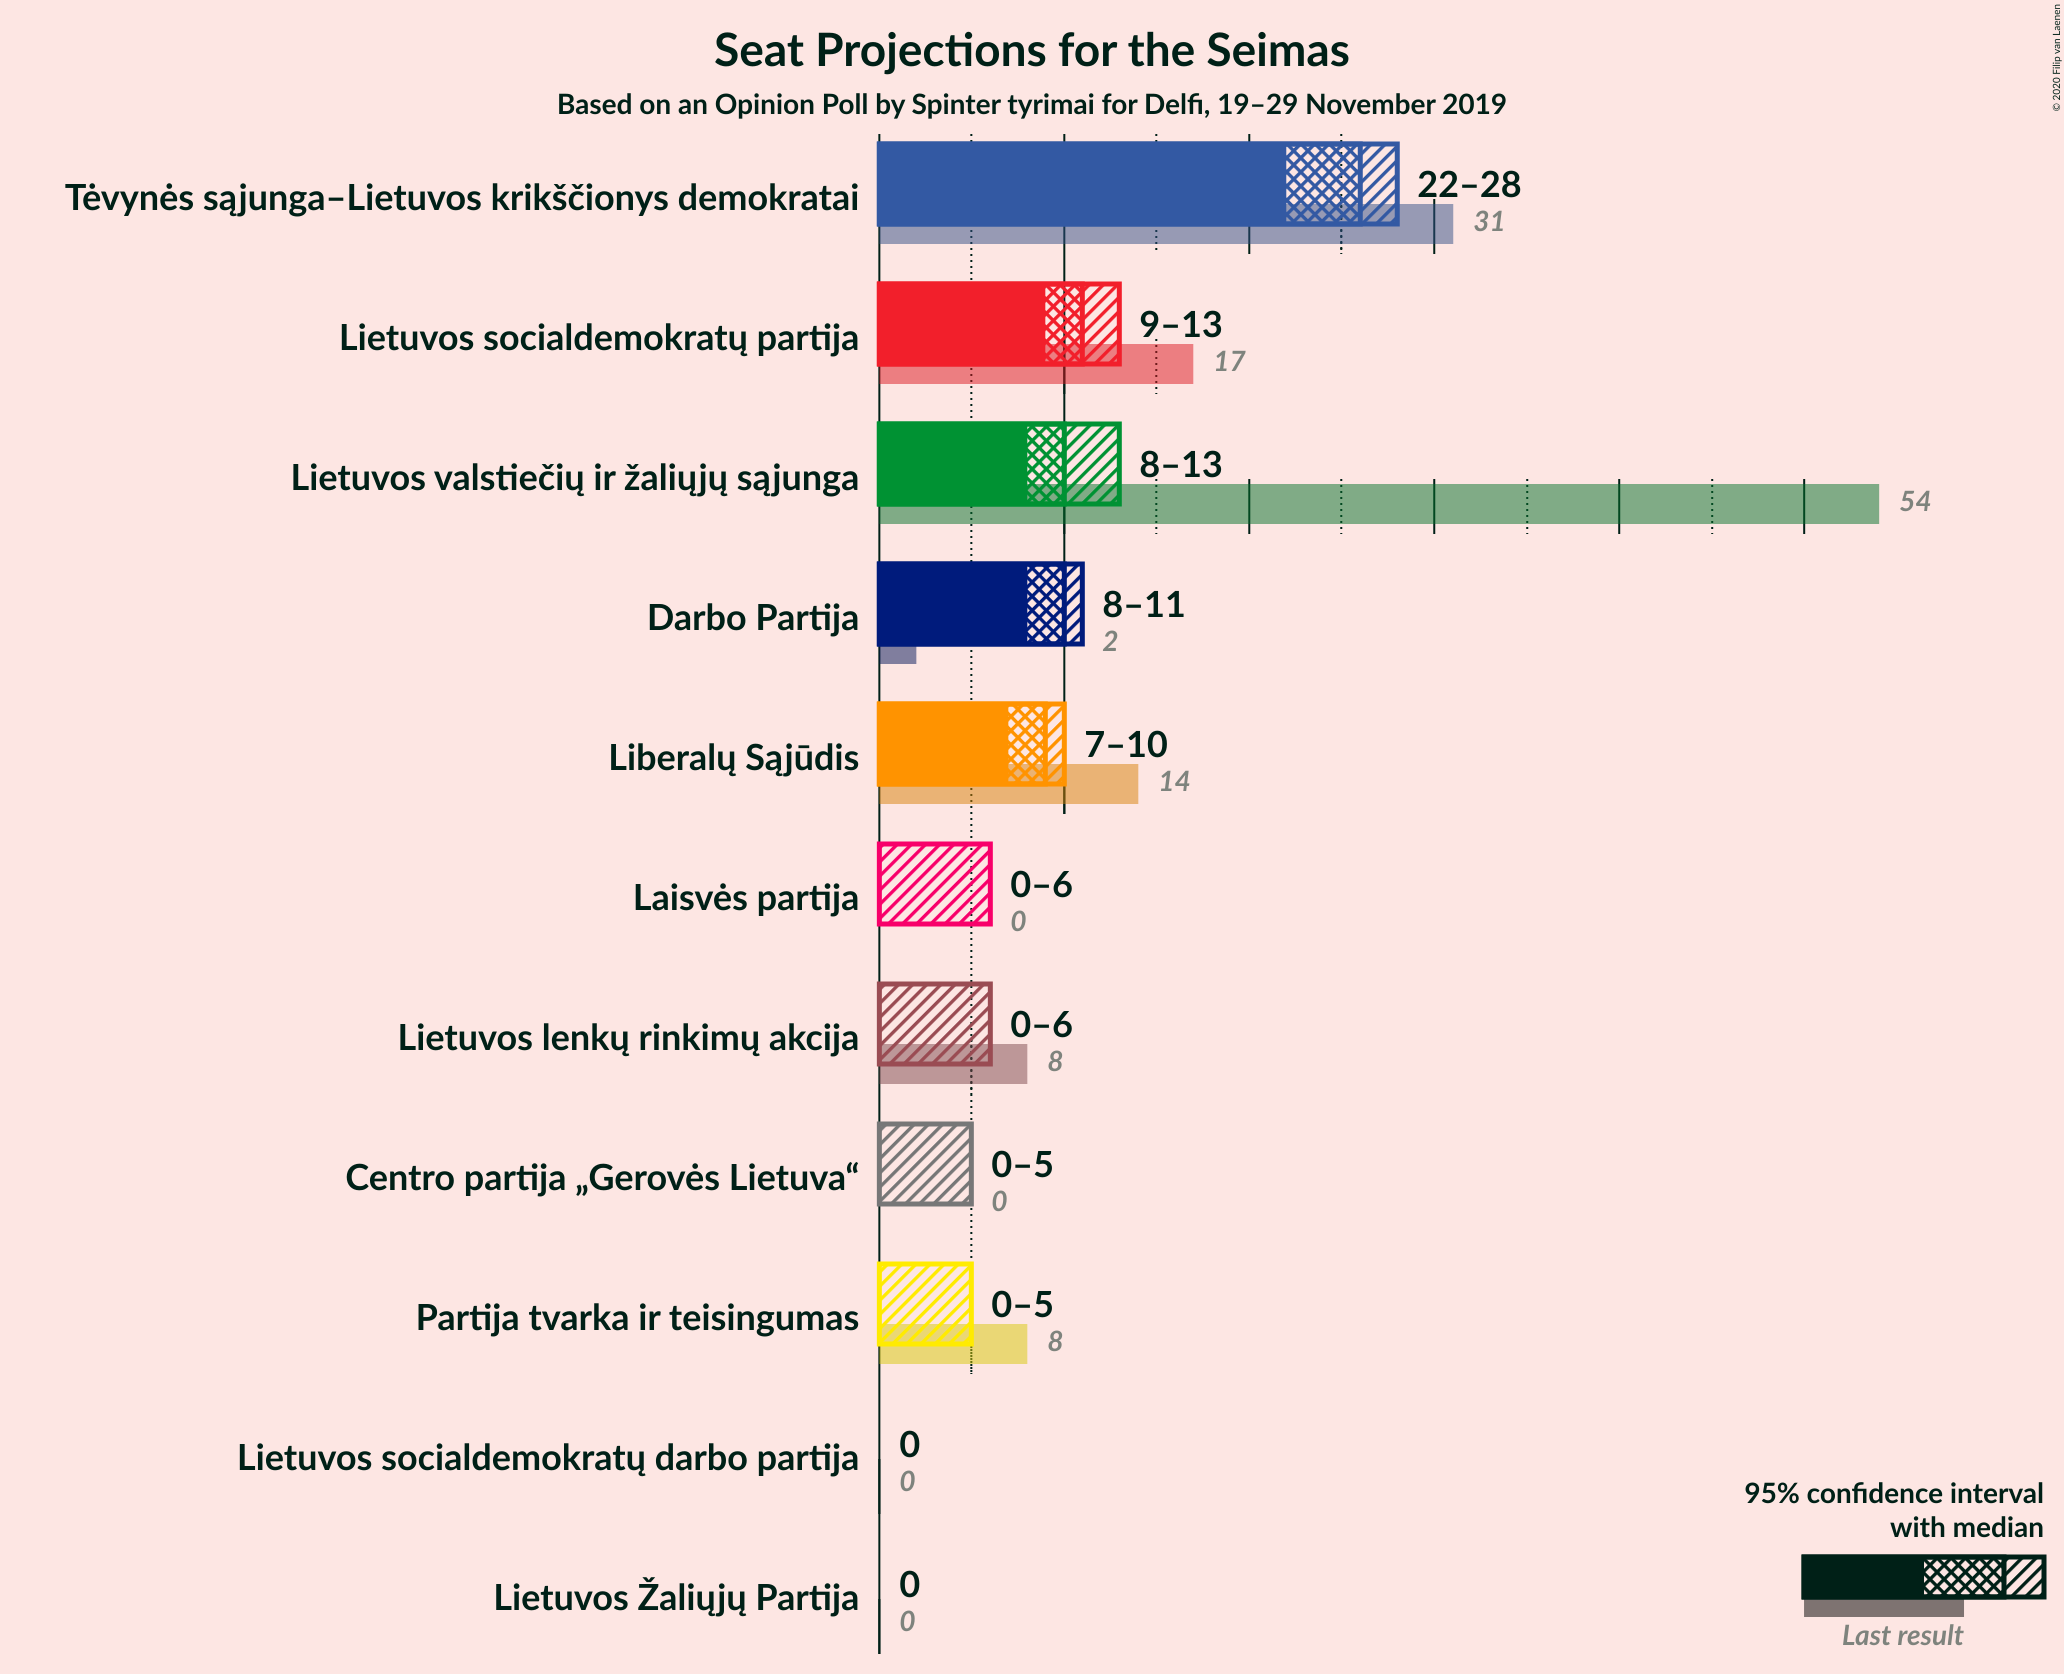 Seat Projections for the Seimas
Based on an Opinion Poll by Spinter tyrimai for Delfi, 19–29 November 2019
© 2020 Filip van Laenen
Tėvynės sąjunga–Lietuvos krikščionys demokratai
22–28
31
Lietuvos socialdemokratų partija
9–13
17
Lietuvos valstiečių ir žaliųjų sąjunga
8–13
54
Darbo Partija
8–11
2
Liberalų Sąjūdis
7–10
14
Laisvės partija
0–6
0
Lietuvos lenkų rinkimų akcija
0–6
8
Centro partija „Gerovės Lietuva“
0–5
0
Partija tvarka ir teisingumas
0–5
8
Lietuvos socialdemokratų darbo partija
0
0
Lietuvos Žaliųjų Partija
0
0
95% confidence interval
with median
Last result